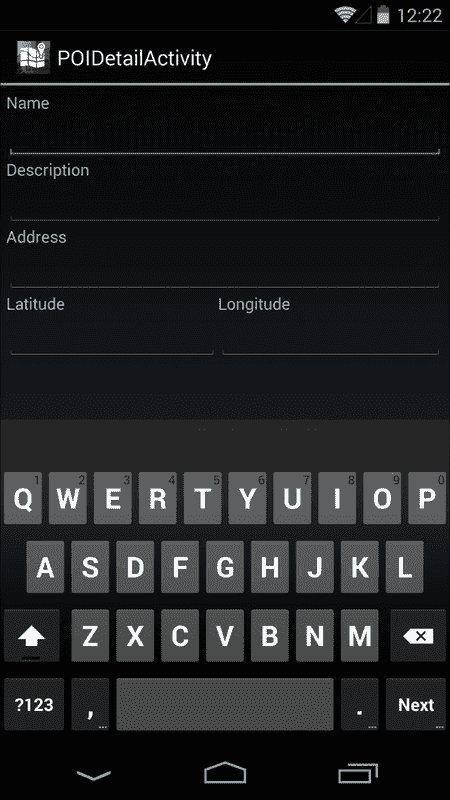 12:22
POIDetailActivity
Name
Description
Address
Latitude Longitude
1 2 3 4 5 6 7 8 9 0
Q W E R T Y U I O P
A S D F G H J K L
Z X C V B N M
?123 , . Next
... ... ...